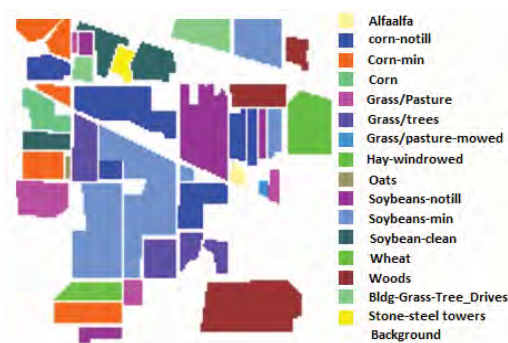 Alfaalfa
corn-notill
Corn-min
Corn
Grass/Pasture
Grass/trees
Grass/pasture-mowed
Hay-windrowed
Oats
Soybeans-notill
Soybeans-min
Soybean-clean
Wheat
Woods
Bldg-Grass-Tree_Drives
Stone-steel towers
Background